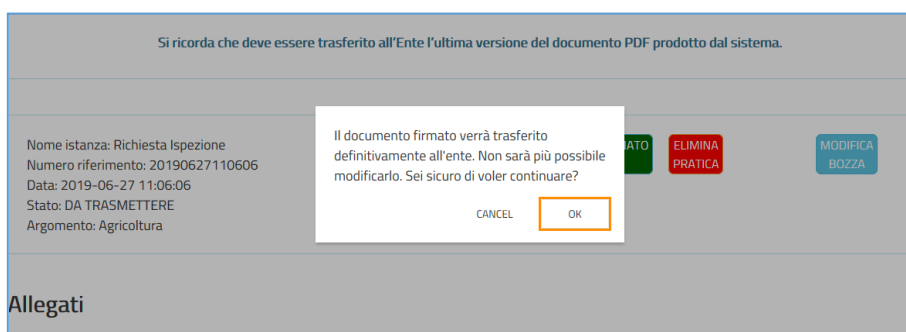 Si ricorda che deve essere trasferito all'Ente l'ultima versione del documento PDF prodotto dal sistema.
Nome istanza: Richiesta Ispezione
Numero riferimento: 20190627110606
Data: 2019-06-27 11:06:06
Stato: DA TRASMETTERE
Argomento: Agricoltura
Il documento firmato verrà trasferito
definitivamente all'ente. Non sarà più possibile
modificarlo. Sei sicuro di voler continuare?
CANCEL OK
ELIMINA
PRATICA
MODIFICA
BOZZA
Allegati